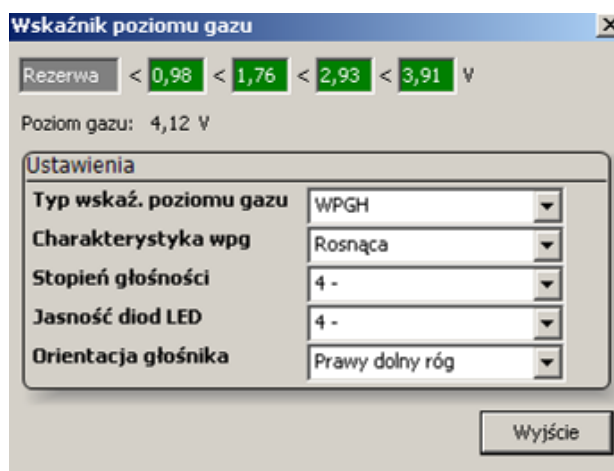 Wskaźnik poziomu gazu
Rezerwa < 0,98 < 1,76 < 2,93 < 3,91 V
Poziom gazu: 4,12 V
Ustawienia
Typ wskaź. poziomu gazu WPGH
Charakterystyka wpg Rosnąca
Stopień głośności 4 -
Jasność diod LED 4 -
Orientacja głośnika Prawy dolny róg
Wyjście